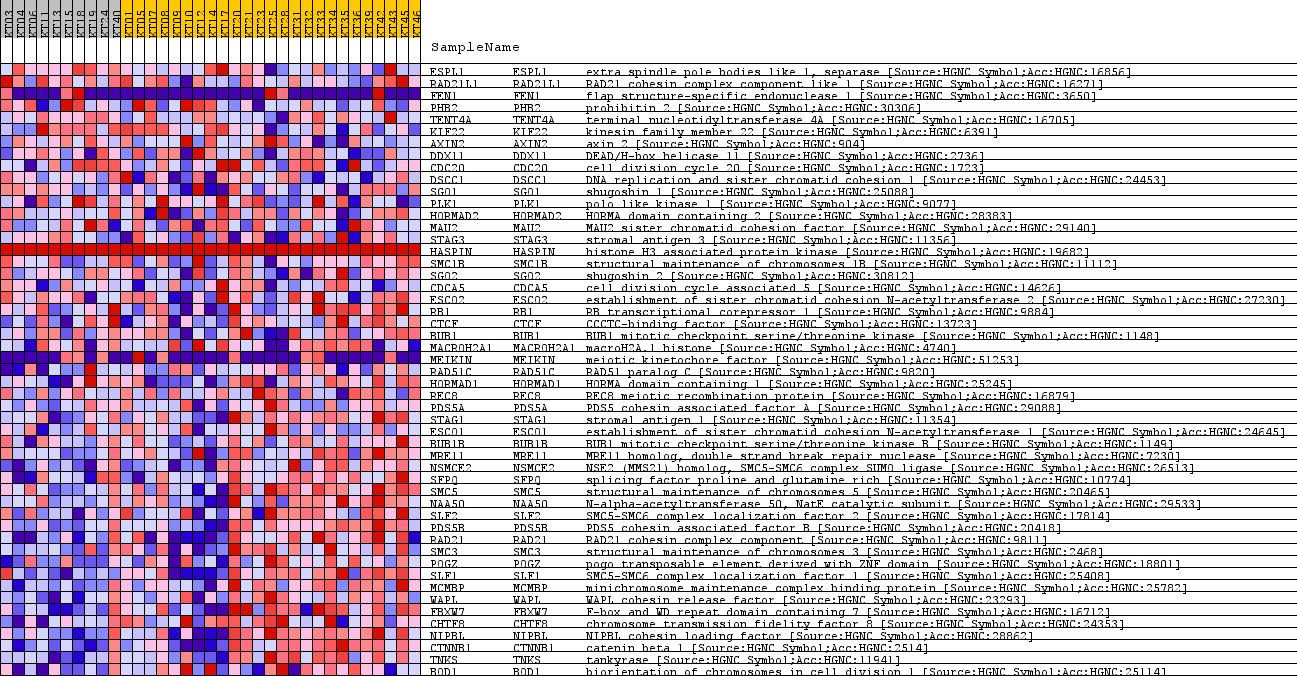 KT03 KT04 KT06 KT11 KT13 KT15 KT18 KT19 KT24 KT40 KT01 KT05 KT07 KT08 KT09 KT10 KT12 KT14 KT17 KT20 KT21 KT23 KT25 KT28 KT31 KT32 KT33 KT34 KT35 KT36 KT39 KT42 KT43 KT45 KT46
SampleName
ESPL1 ESPL1 extra spindle pole bodies like 1, separase [Source:HGNC Symbol;Acc:HGNC:16856]
RAD21L1 RAD21L1 RAD21 cohesin complex component like 1 [Source:HGNC Symbol;Acc:HGNC:16271]
FEN1 FEN1 flap structure-specific endonuclease 1 [Source:HGNC Symbol;Acc:HGNC:3650]
PHB2 PHB2 prohibitin 2 [Source:HGNC Symbol;Acc:HGNC:30306]
TENT4A TENT4A terminal nucleotidyltransferase 4A [Source:HGNC Symbol;Acc:HGNC:16705]
KIF22 KIF22 kinesin family member 22 [Source:HGNC Symbol;Acc:HGNC:6391]
AXIN2 AXIN2 axin 2 [Source:HGNC Symbol;Acc:HGNC:904]
DDX11 DDX11 DEAD/H-box helicase 11 [Source:HGNC Symbol;Acc:HGNC:2736]
CDC20 CDC20 cell division cycle 20 [Source:HGNC Symbol;Acc:HGNC:1723]
DSCC1 DSCC1 DNA replication and sister chromatid cohesion 1 [Source:HGNC Symbol;Acc:HGNC:24453]
SGO1 SGO1 shugoshin 1 [Source:HGNC Symbol;Acc:HGNC:25088]
PLK1 PLK1 polo like kinase 1 [Source:HGNC Symbol;Acc:HGNC:9077]
HORMAD2 HORMAD2 HORMA domain containing 2 [Source:HGNC Symbol;Acc:HGNC:28383]
MAU2 MAU2 MAU2 sister chromatid cohesion factor [Source:HGNC Symbol;Acc:HGNC:29140]
STAG3 STAG3 stromal antigen 3 [Source:HGNC Symbol;Acc:HGNC:11356]
HASPIN HASPIN histone H3 associated protein kinase [Source:HGNC Symbol;Acc:HGNC:19682]
SMC1B SMC1B structural maintenance of chromosomes 1B [Source:HGNC Symbol;Acc:HGNC:11112]
SGO2 SGO2 shugoshin 2 [Source:HGNC Symbol;Acc:HGNC:30812]
CDCA5 CDCA5 cell division cycle associated 5 [Source:HGNC Symbol;Acc:HGNC:14626]
ESCO2 ESCO2 establishment of sister chromatid cohesion N-acetyltransferase 2 [Source:HGNC Symbol;Acc:HGNC:27230]
RB1 RB1 RB transcriptional corepressor 1 [Source:HGNC Symbol;Acc:HGNC:9884]
CTCF CTCF CCCTC-binding factor [Source:HGNC Symbol;Acc:HGNC:13723]
BUB1 BUB1 BUB1 mitotic checkpoint serine/threonine kinase [Source:HGNC Symbol;Acc:HGNC:1148]
MACROH2A1 MACROH2A1 macroH2A.1 histone [Source:HGNC Symbol;Acc:HGNC:4740]
MEIKIN MEIKIN meiotic kinetochore factor [Source:HGNC Symbol;Acc:HGNC:51253]
RAD51C RAD51C RAD51 paralog C [Source:HGNC Symbol;Acc:HGNC:9820]
HORMAD1 HORMAD1 HORMA domain containing 1 [Source:HGNC Symbol;Acc:HGNC:25245]
REC8 REC8 REC8 meiotic recombination protein [Source:HGNC Symbol;Acc:HGNC:16879]
PDS5A PDS5A PDS5 cohesin associated factor A [Source:HGNC Symbol;Acc:HGNC:29088]
STAG1 STAG1 stromal antigen 1 [Source:HGNC Symbol;Acc:HGNC:11354]
ESCO1 ESCO1 establishment of sister chromatid cohesion N-acetyltransferase 1 [Source:HGNC Symbol;Acc:HGNC:24645]
BUB1B BUB1B BUB1 mitotic checkpoint serine/threonine kinase B [Source:HGNC Symbol;Acc:HGNC:1149]
MRE11 MRE11 MRE11 homolog, double strand break repair nuclease [Source:HGNC Symbol;Acc:HGNC:7230]
NSMCE2 NSMCE2 NSE2 (MMS21) homolog, SMC5-SMC6 complex SUMO ligase [Source:HGNC Symbol;Acc:HGNC:26513]
SFPQ SFPQ splicing factor proline and glutamine rich [Source:HGNC Symbol;Acc:HGNC:10774]
SMC5 SMC5 structural maintenance of chromosomes 5 [Source:HGNC Symbol;Acc:HGNC:20465]
NAA50 NAA50 N-alpha-acetyltransferase 50, NatE catalytic subunit [Source:HGNC Symbol;Acc:HGNC:29533]
SLF2 SLF2 SMC5-SMC6 complex localization factor 2 [Source:HGNC Symbol;Acc:HGNC:17814]
PDS5B PDS5B PDS5 cohesin associated factor B [Source:HGNC Symbol;Acc:HGNC:20418]
RAD21 RAD21 RAD21 cohesin complex component [Source:HGNC Symbol;Acc:HGNC:9811]
SMC3 SMC3 structural maintenance of chromosomes 3 [Source:HGNC Symbol;Acc:HGNC:2468]
POGZ POGZ pogo transposable element derived with ZNF domain [Source:HGNC Symbol;Acc:HGNC:18801]
SLF1 SLF1 SMC5-SMC6 complex localization factor 1 [Source:HGNC Symbol;Acc:HGNC:25408]
MCMBP MCMBP minichromosome maintenance complex binding protein [Source:HGNC Symbol;Acc:HGNC:25782]
WAPL WAPL WAPL cohesin release factor [Source:HGNC Symbol;Acc:HGNC:23293]
FBXW7 FBXW7 F-box and WD repeat domain containing 7 [Source:HGNC Symbol;Acc:HGNC:16712]
CHTF8 CHTF8 chromosome transmission fidelity factor 8 [Source:HGNC Symbol;Acc:HGNC:24353]
NIPBL NIPBL NIPBL cohesin loading factor [Source:HGNC Symbol;Acc:HGNC:28862]
CTNNB1 CTNNB1 catenin beta 1 [Source:HGNC Symbol;Acc:HGNC:2514]
TNKS TNKS tankyrase [Source:HGNC Symbol;Acc:HGNC:11941]
BOD1 BOD1 biorientation of chromosomes in cell division 1 [Source:HGNC Symbol;Acc:HGNC:25114]